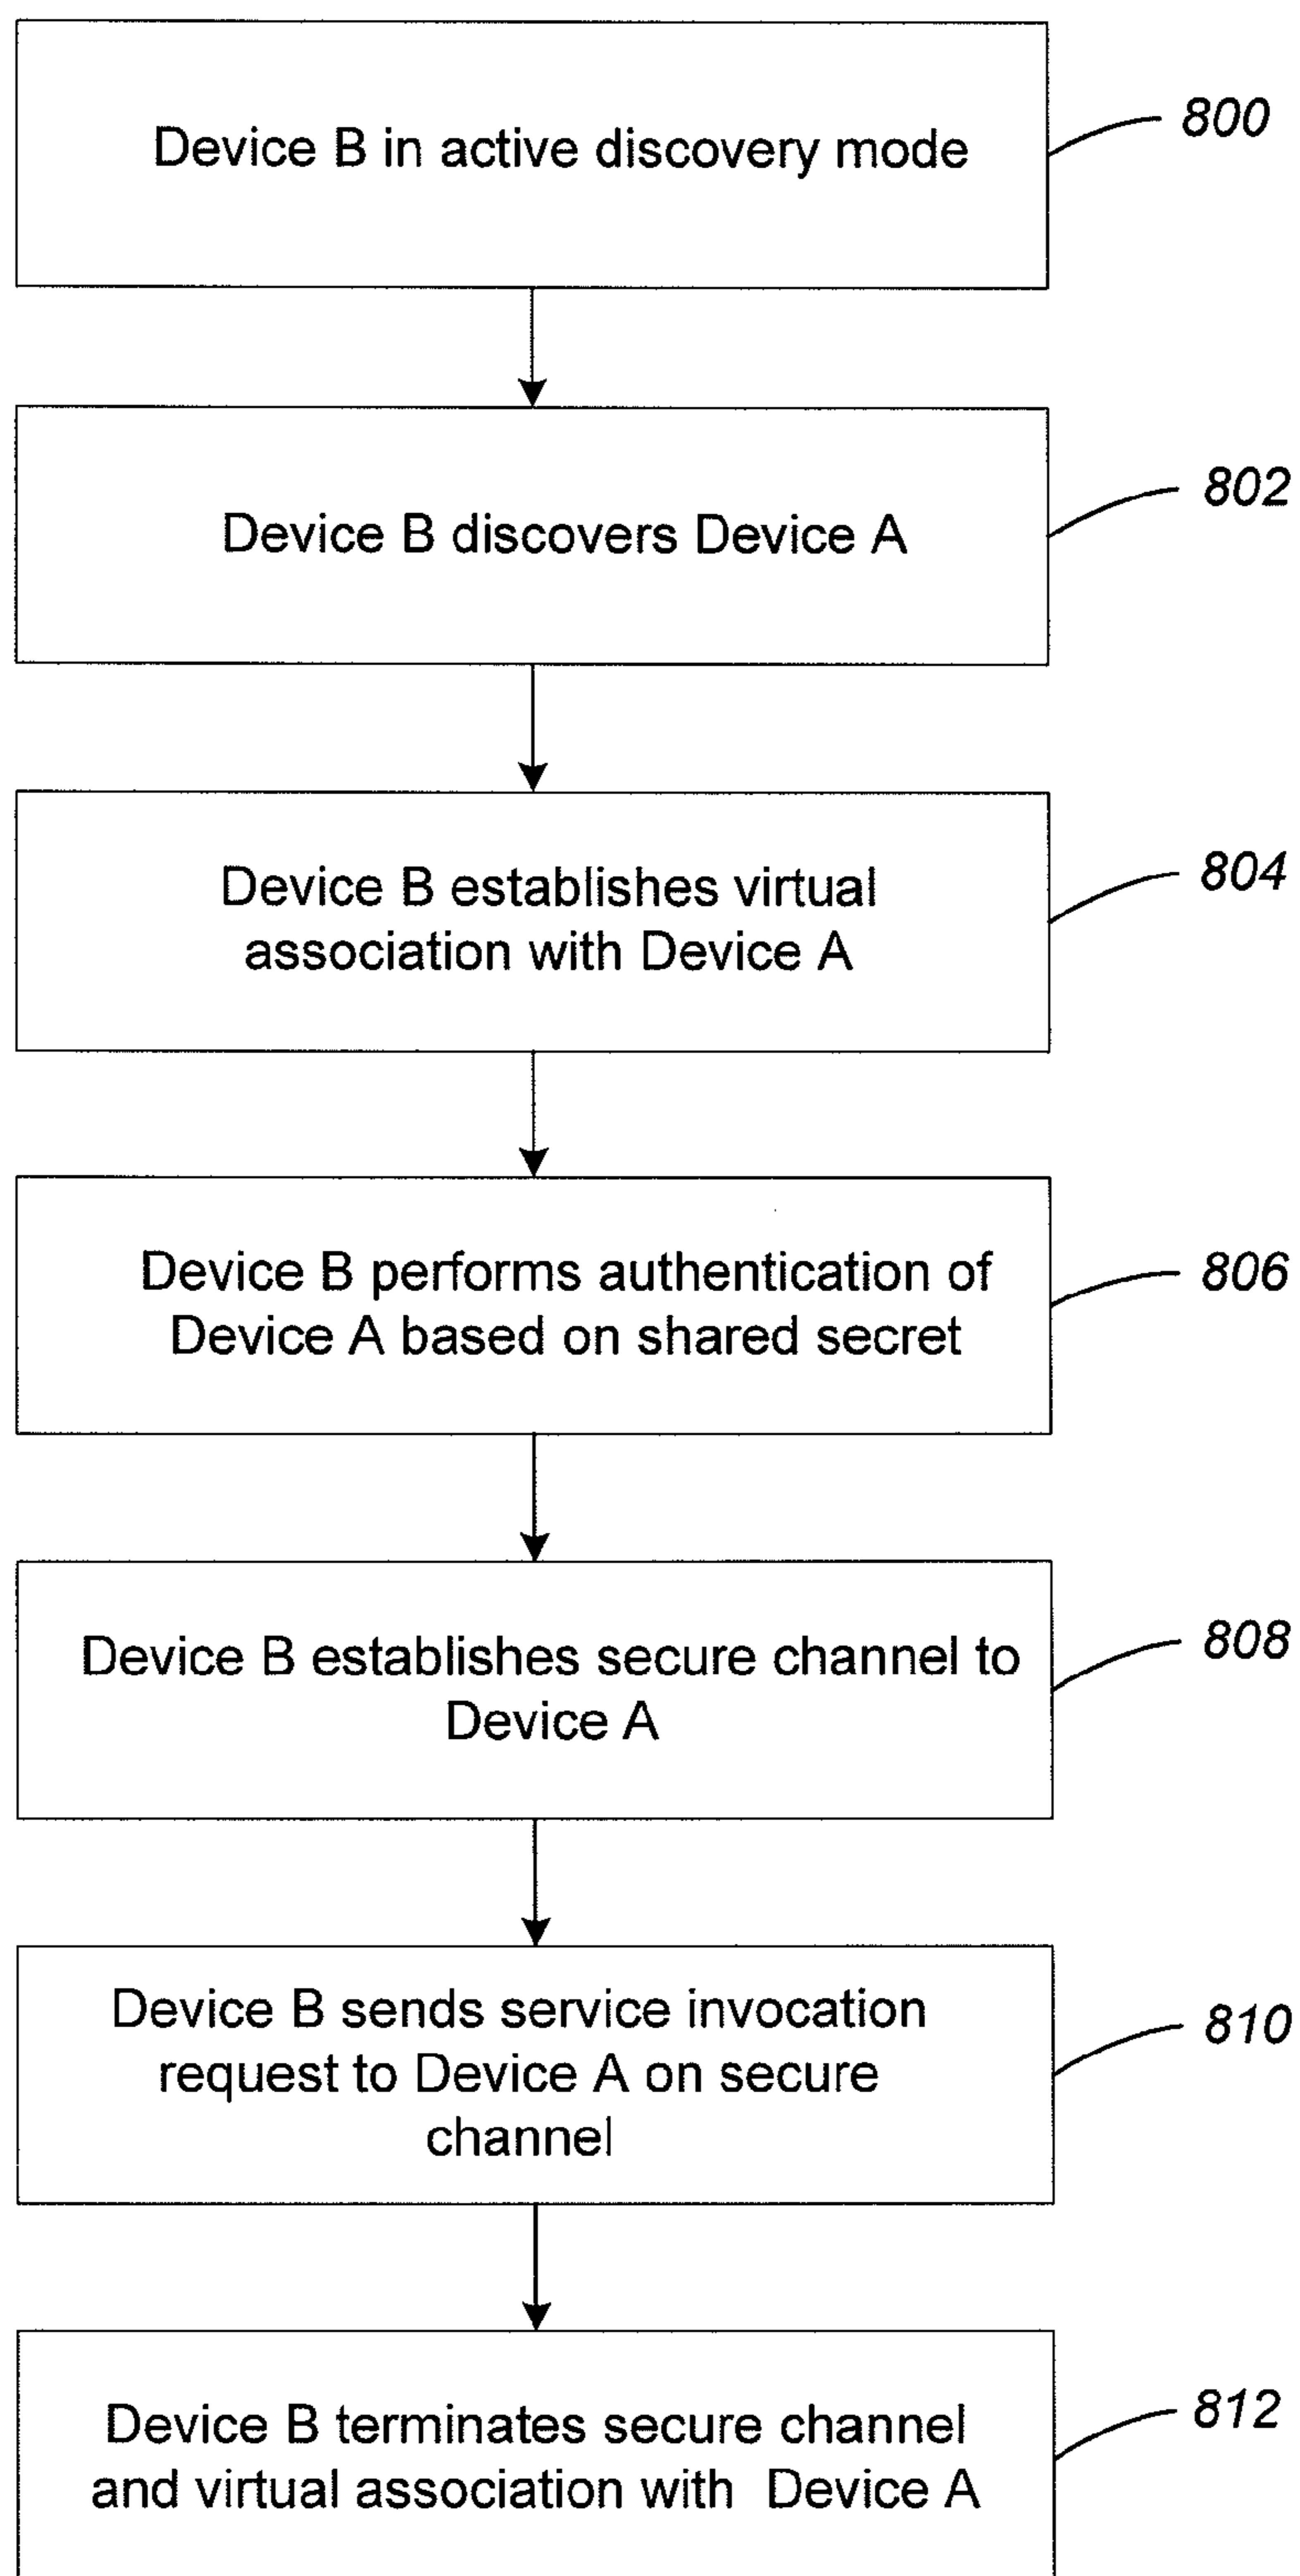 Device B in active discovery mode
800
Device B discovers Device A
802
Device B establishes virtual
association with Device A
804
Device B performs authentication of
Device A based on shared secret
806
Device B establishes secure channel to
Device A
808
Device B sends service invocation
request to Device A on secure
channel
810
Device B terminates secure channel
and virtual association with Device A
812